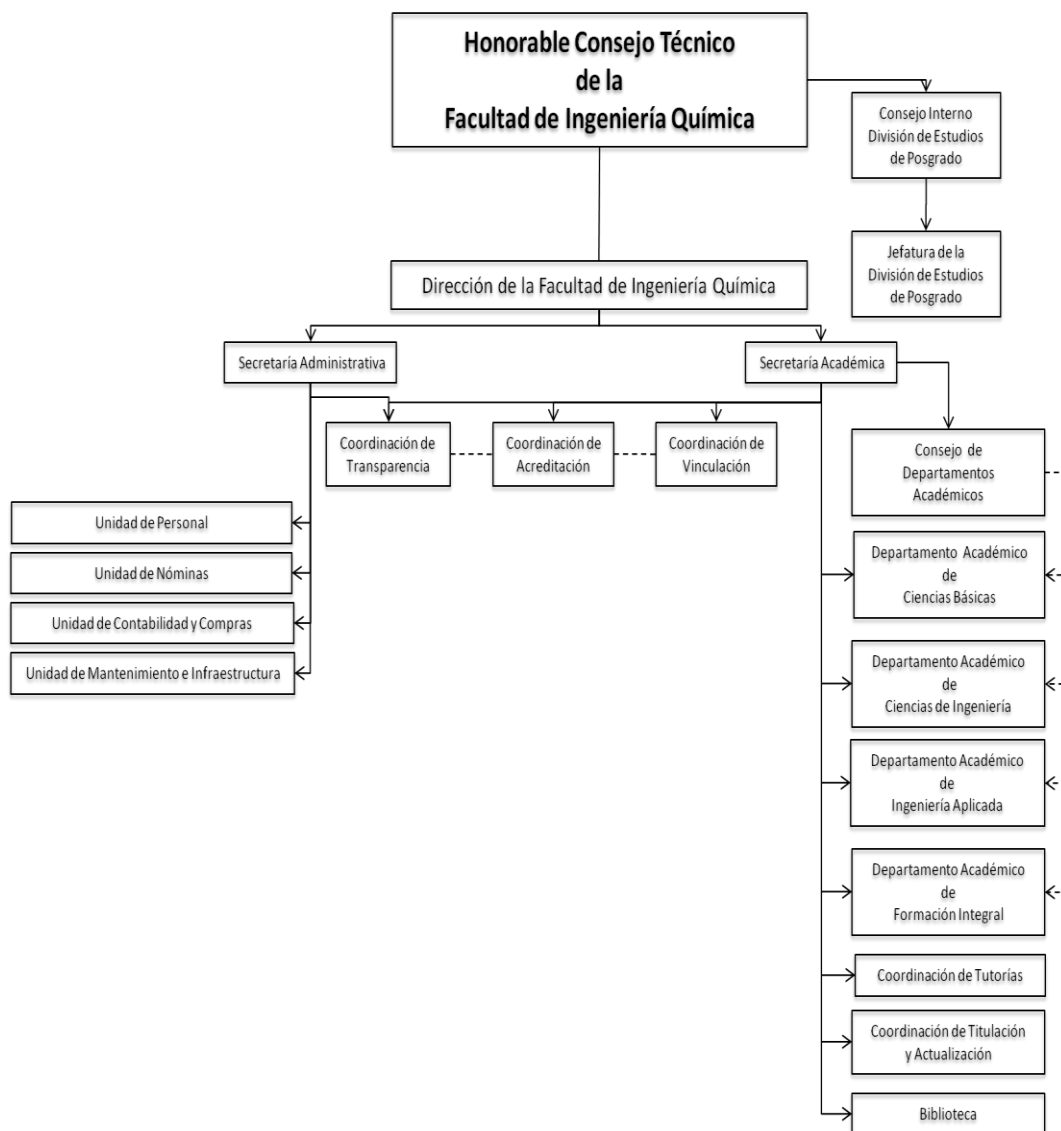 Honorable Consejo Técnico
de la
Facultad de Ingeniería Química
Consejo Interno
División de Estudios
de Posgrado
Jefatura de la
División de Estudios
de Posgrado
Dirección de la Facultad de Ingeniería Química
Secretaría Administrativa
Secretaría Académica
Coordinación de
Transparencia
Coordinación de
Acreditación
Coordinación de
Vinculación
Consejo de
Departamentos
Académicos
Unidad de Personal
Unidad de Nóminas
Unidad de Contabilidad y Compras
Unidad de Mantenimiento e Infraestructura
Departamento Académico
de
Ciencias Básicas
Departamento Académico
de
Ciencias de Ingeniería
Departamento Académico
de
Ingeniería Aplicada
Departamento Académico
de
Formación Integral
Coordinación de Tutorías
Coordinación de Titulación
y Actualización
Biblioteca